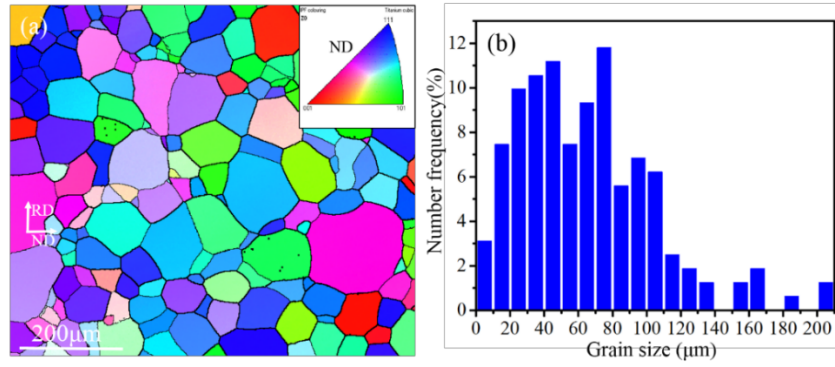 (a)
PF colouring
Titanium cubic
111
ND
001
101
RD
ND
200μm
(b)
Number frequency(%)
12
10
8
6
4
2
0
0 20 40 60 80 100 120 140 160 180 200
Grain size (μm)